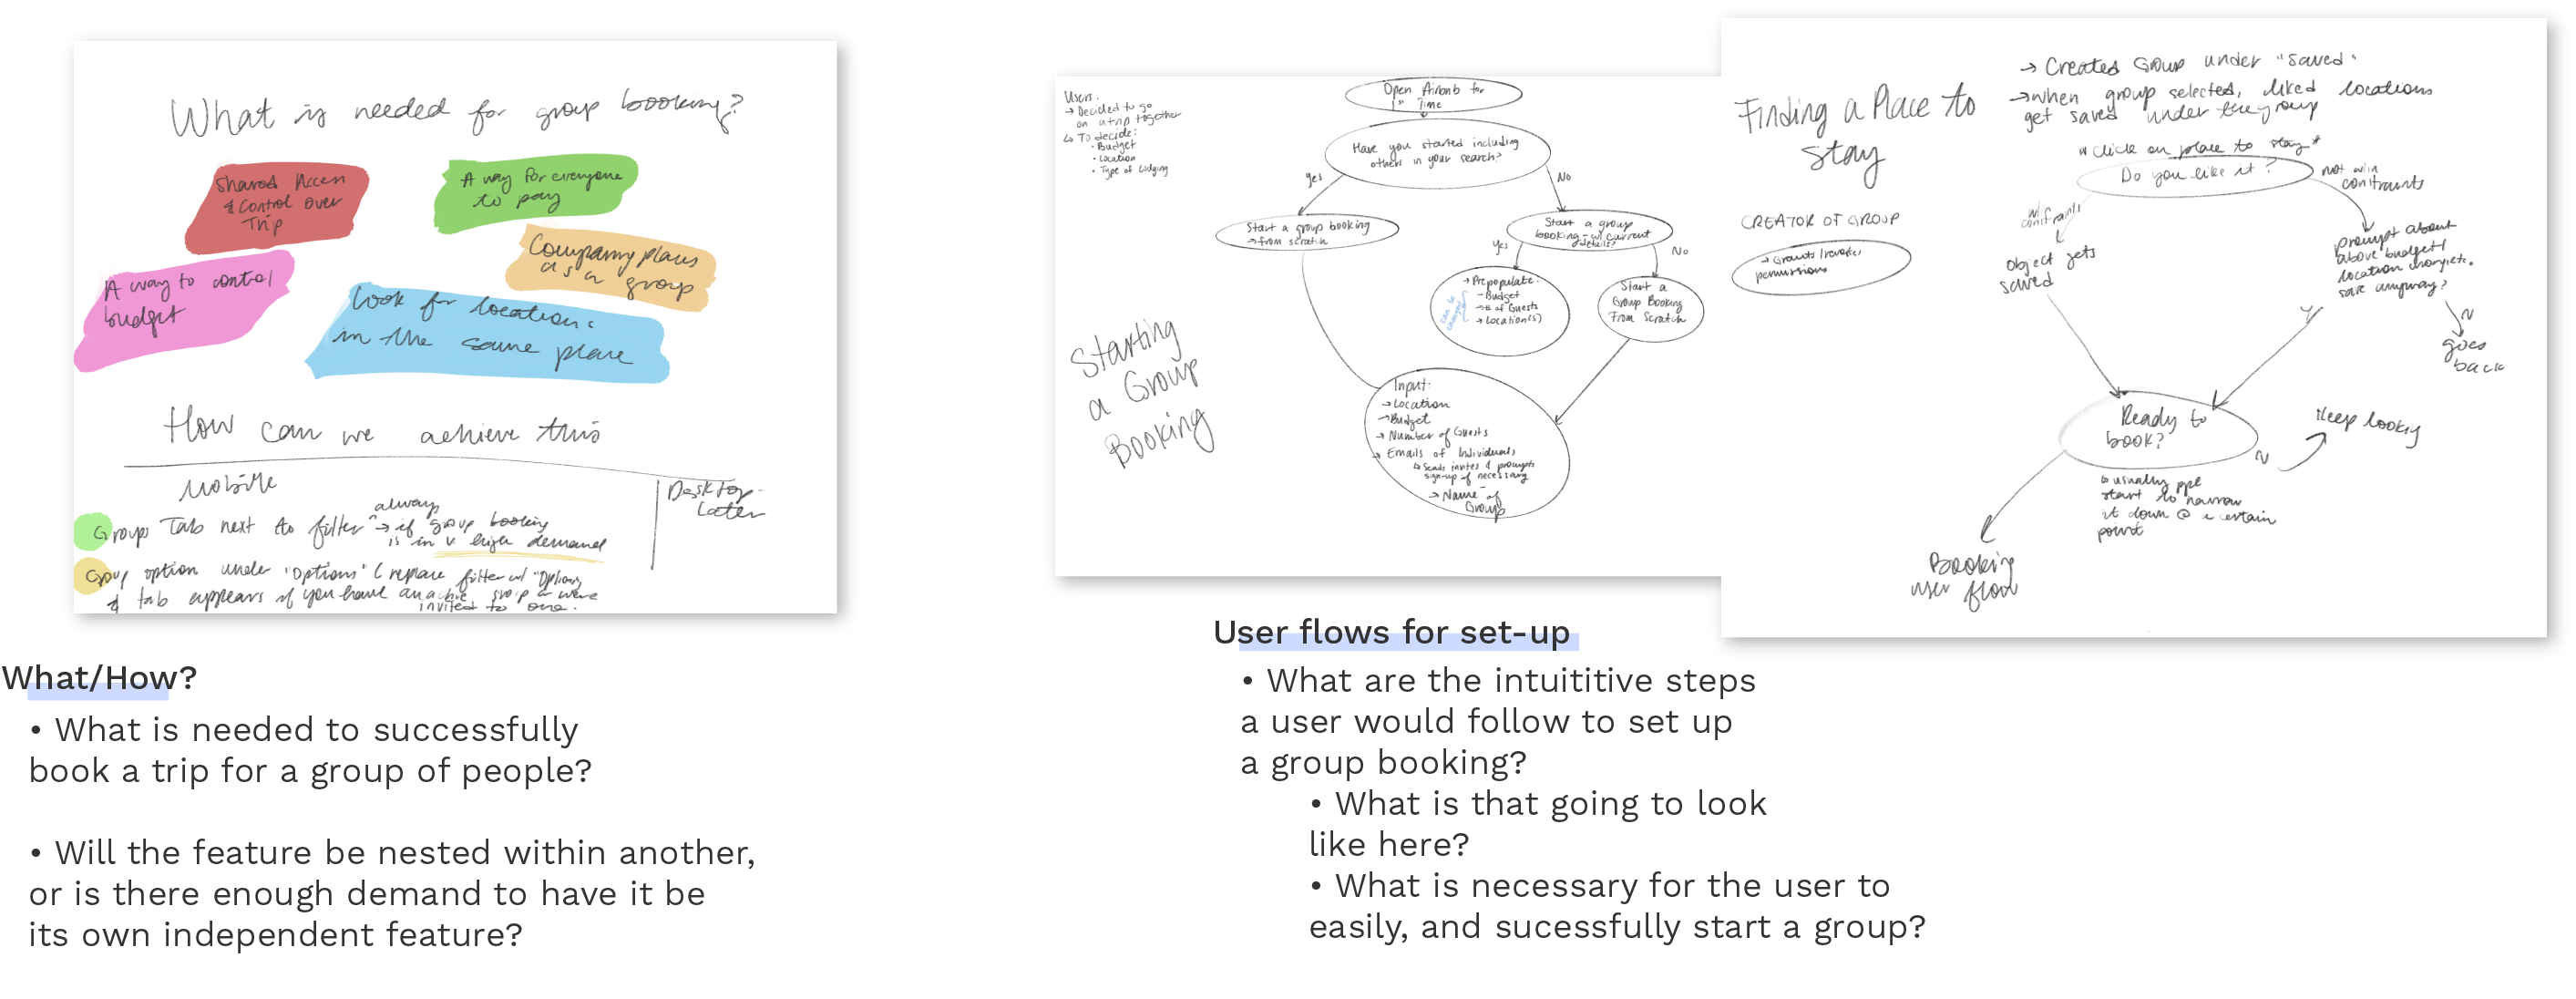 What is needed for group booking?
Shared Access
& Control Over
Trip
A way for everyone
to pay
Comparing places
as a group
A way to control
budget
Look for locations
in the same place
How can we achieve this
Mobile
Desktop -
Later
always
Groups Tab next to filter → if group booking
is in v high demand
Group option under "Options" (replace filter w/ "Options"
& tab appears if you have an active group or were
invited to one.
What/How?
• What is needed to successfully
book a trip for a group of people?
• Will the feature be nested within another,
or is there enough demand to have it be
its own independent feature?
Users:
→ Decided to go
on a trip together
↳ To decide:
• Budget
• Location
• Type of Lodging
Starting
a Group
Booking
Open Airbnb for
1st Time
Have you started including
others in your search?
yes
No
Start a group booking
→ from scratch
Start a group
booking - w/ current
details?
yes
No
→ Prepopulate:
- Budget
→ # of Guests
→ Location(s)
can be
changed
Start a
Group Booking
From Scratch
Input:
→ Location
→ Budget
→ Number of Guests
→ Emails of Individuals
↳ Sends invites & prompts
sign-up if necessary
→ Name of
Group
Finding a Place to
Stay
→ Creates Group under "Saved"
→ when group selected, liked locations
get saved under the group
CREATOR OF GROUP
→ Grants/revokes
permissions
* Click on place to stay *
Do you like it?
w/in
constraints
not w/in
constraints
object gets
saved
prompt about
above budget/
location
save anyway?
Y
N
goes
back
Ready to
book?
N
Keep looking
↳ usually ppl
start to narrow
it down @ a certain
point
Booking
user flow
User flows for set-up
• What are the intuititive steps
a user would follow to set up
a group booking?
• What is that going to look
like here?
• What is necessary for the user to
easily, and sucessfully start a group?